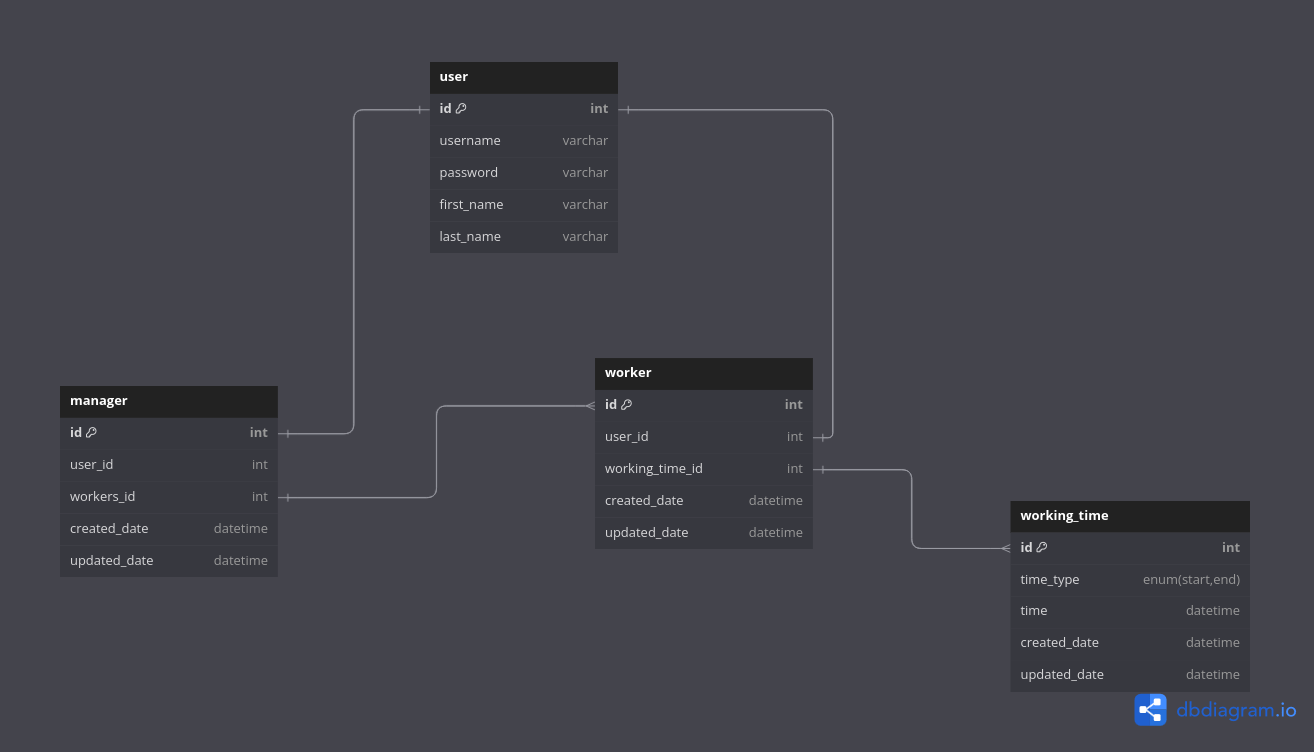 user
id int
username varchar
password varchar
first_name varchar
last_name varchar
worker
id int
user_id int
working_time_id int
created_date datetime
updated_date datetime
manager
id int
user_id int
workers_id int
created_date datetime
updated_date datetime
working_time
id int
time_type enum(start,end)
time datetime
created_date datetime
updated_date datetime
dbdiagram.io